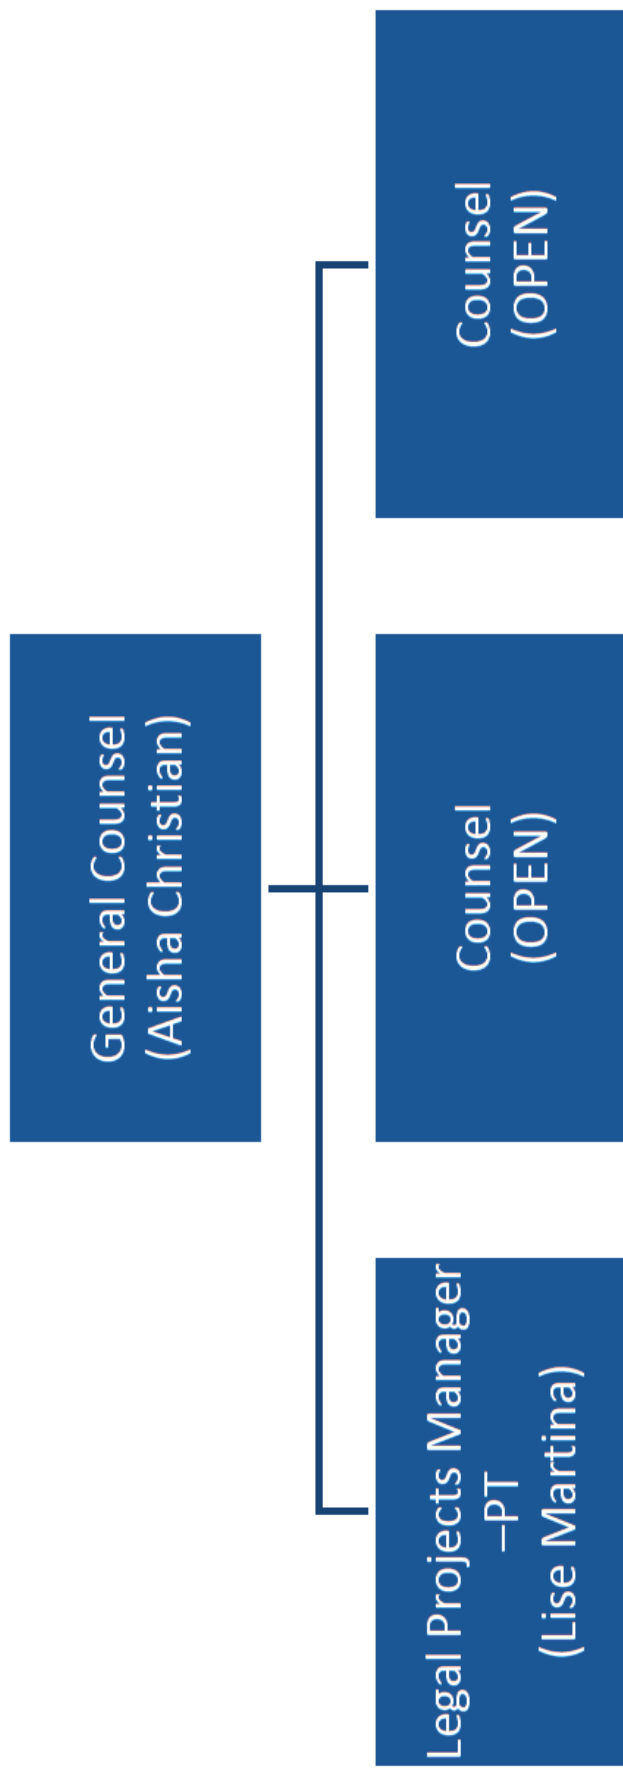 General Counsel
(Aisha Christian)
Legal Projects Manager
–PT
(Lise Martina)
Counsel
(OPEN)
Counsel
(OPEN)